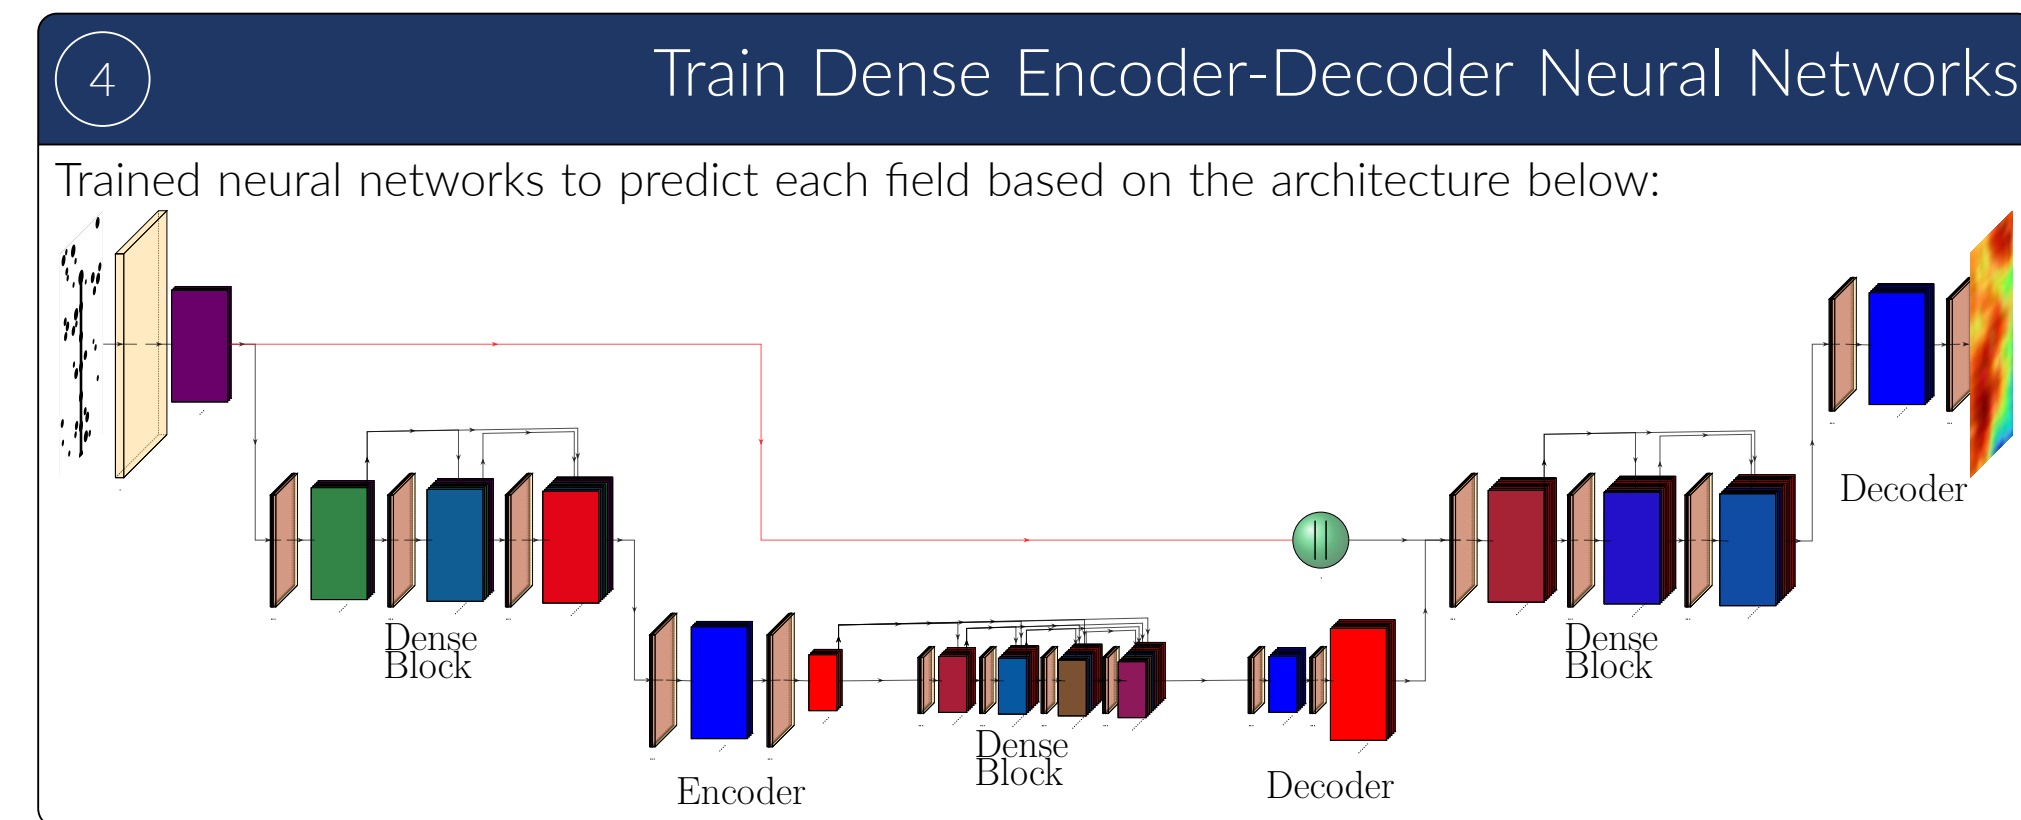 4
Train Dense Encoder-Decoder Neural Networks
Trained neural networks to predict each field based on the architecture below:
Decoder
Dense
Block
Dense
Block
Dense
Block
Encoder
Decoder